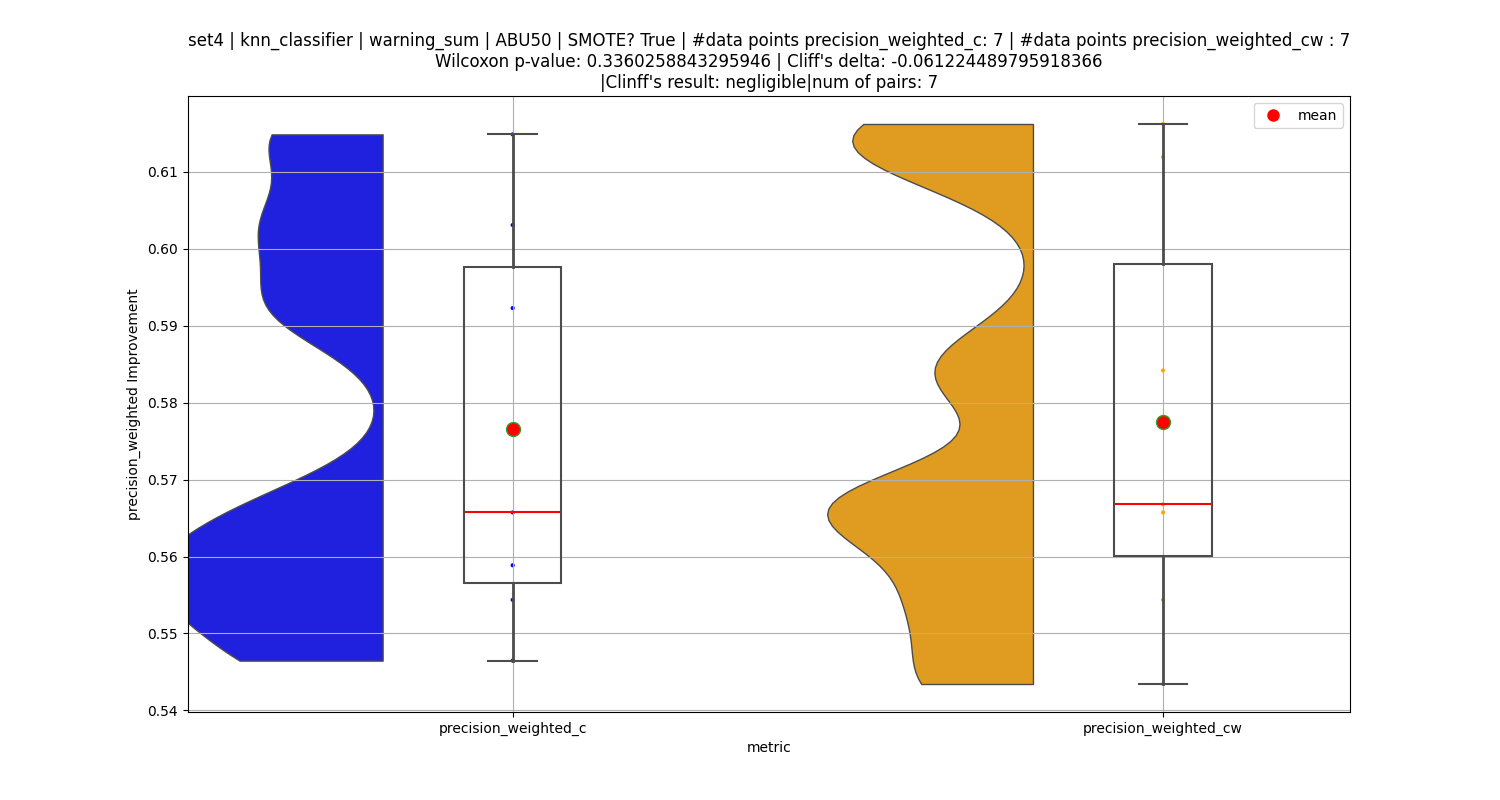 set4 | knn_classifier | warning_sum | ABU50 | SMOTE? True | #data points precision_weighted_c: 7 | #data points precision_weighted_cw : 7
Wilcoxon p-value: 0.3360258843295946 | Cliff's delta: -0.061224489795918366
|Clinff's result: negligible|num of pairs: 7
mean
0.61
0.60
0.59
0.58
0.57
0.56
0.55
0.54
precision_weighted Improvement
precision_weighted_c
precision_weighted_cw
metric